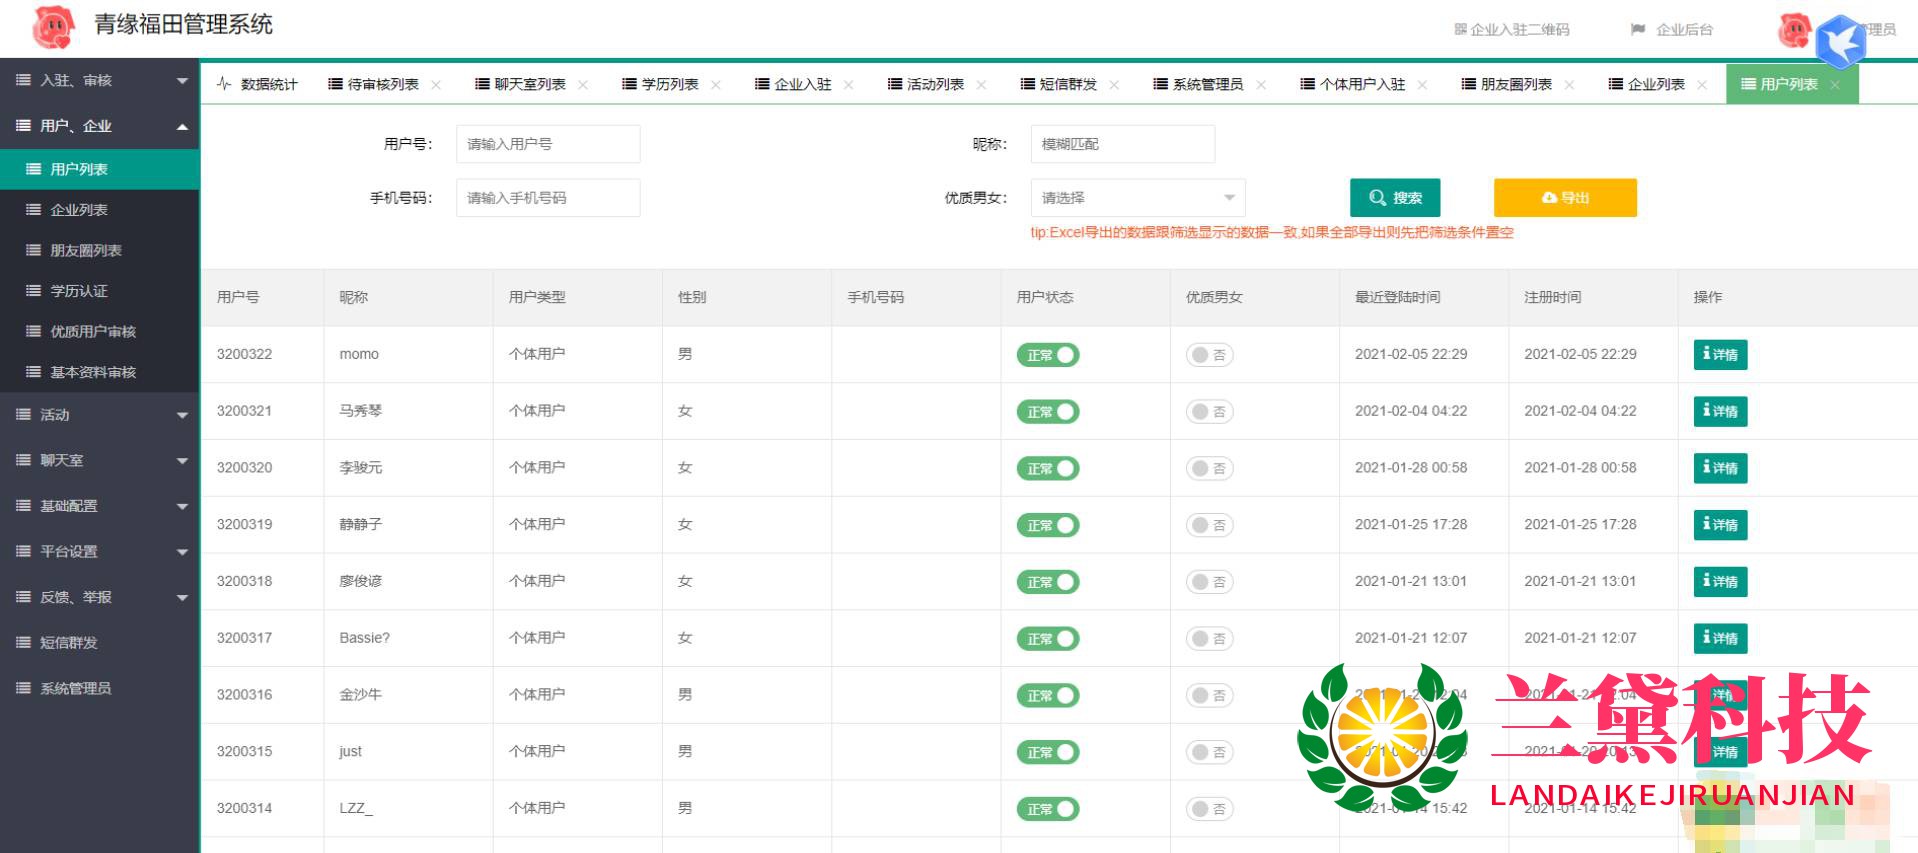 青缘福田管理系统
企业入驻二维码 企业后台 管理员
入驻、审核
用户、企业
用户列表
企业列表
朋友圈列表
学历认证
优质用户审核
基本资料审核
活动
聊天室
基础配置
平台设置
反馈、举报
短信群发
系统管理员
数据统计 待审核列表 聊天室列表 学历列表 企业入驻 活动列表 短信群发 系统管理员 个体用户入驻 朋友圈列表 企业列表 用户列表
用户号: 请输入用户号 昵称: 模糊匹配
手机号码: 请输入手机号码 优质男女: 请选择 搜索 导出
tip:Excel导出的数据跟筛选显示的数据一致,如果全部导出则先把筛选条件置空
用户号 昵称 用户类型 性别 手机号码 用户状态 优质男女 最近登陆时间 注册时间 操作
3200322 momo 个体用户 男 正常 否 2021-02-05 22:29 2021-02-05 22:29 详情
3200321 马秀琴 个体用户 女 正常 否 2021-02-04 04:22 2021-02-04 04:22 详情
3200320 李骏元 个体用户 女 正常 否 2021-01-28 00:58 2021-01-28 00:58 详情
3200319 静静子 个体用户 女 正常 否 2021-01-25 17:28 2021-01-25 17:28 详情
3200318 廖俊谚 个体用户 女 正常 否 2021-01-21 13:01 2021-01-21 13:01 详情
3200317 Bassie? 个体用户 女 正常 否 2021-01-21 12:07 2021-01-21 12:07 详情
3200316 金沙牛 个体用户 男 正常 否
3200315 just 个体用户 男 正常 否 详情
3200314 LZZ_ 个体用户 男 正常 否 2021-01-14 15:42 2021-01-14 15:42
兰黛科技
LANDAIKEJIRUANJIAN